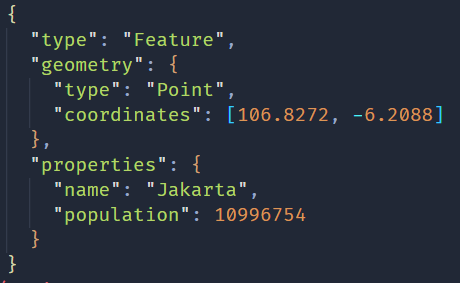 {
  "type": "Feature",
  "geometry": {
    "type": "Point",
    "coordinates": [106.8272, -6.2088]
  },
  "properties": {
    "name": "Jakarta",
    "population": 10996754
  }
}